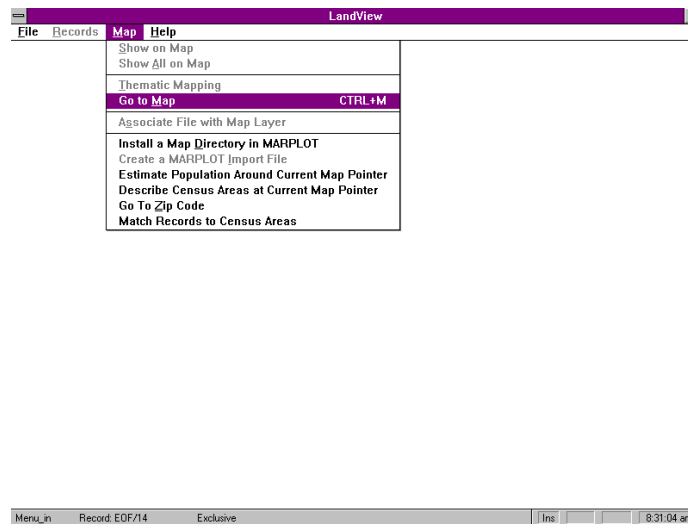 LandView
File Records Map Help
Show on Map
Show All on Map
Thematic Mapping
Go to Map CTRL+M
Associate File with Map Layer
Install a Map Directory in MARPLOT
Create a MARPLOT Import File
Estimate Population Around Current Map Pointer
Describe Census Areas at Current Map Pointer
Go To Zip Code
Match Records to Census Areas
Menu_in Record: EOF/14 Exclusive Ins 8:31:04 am